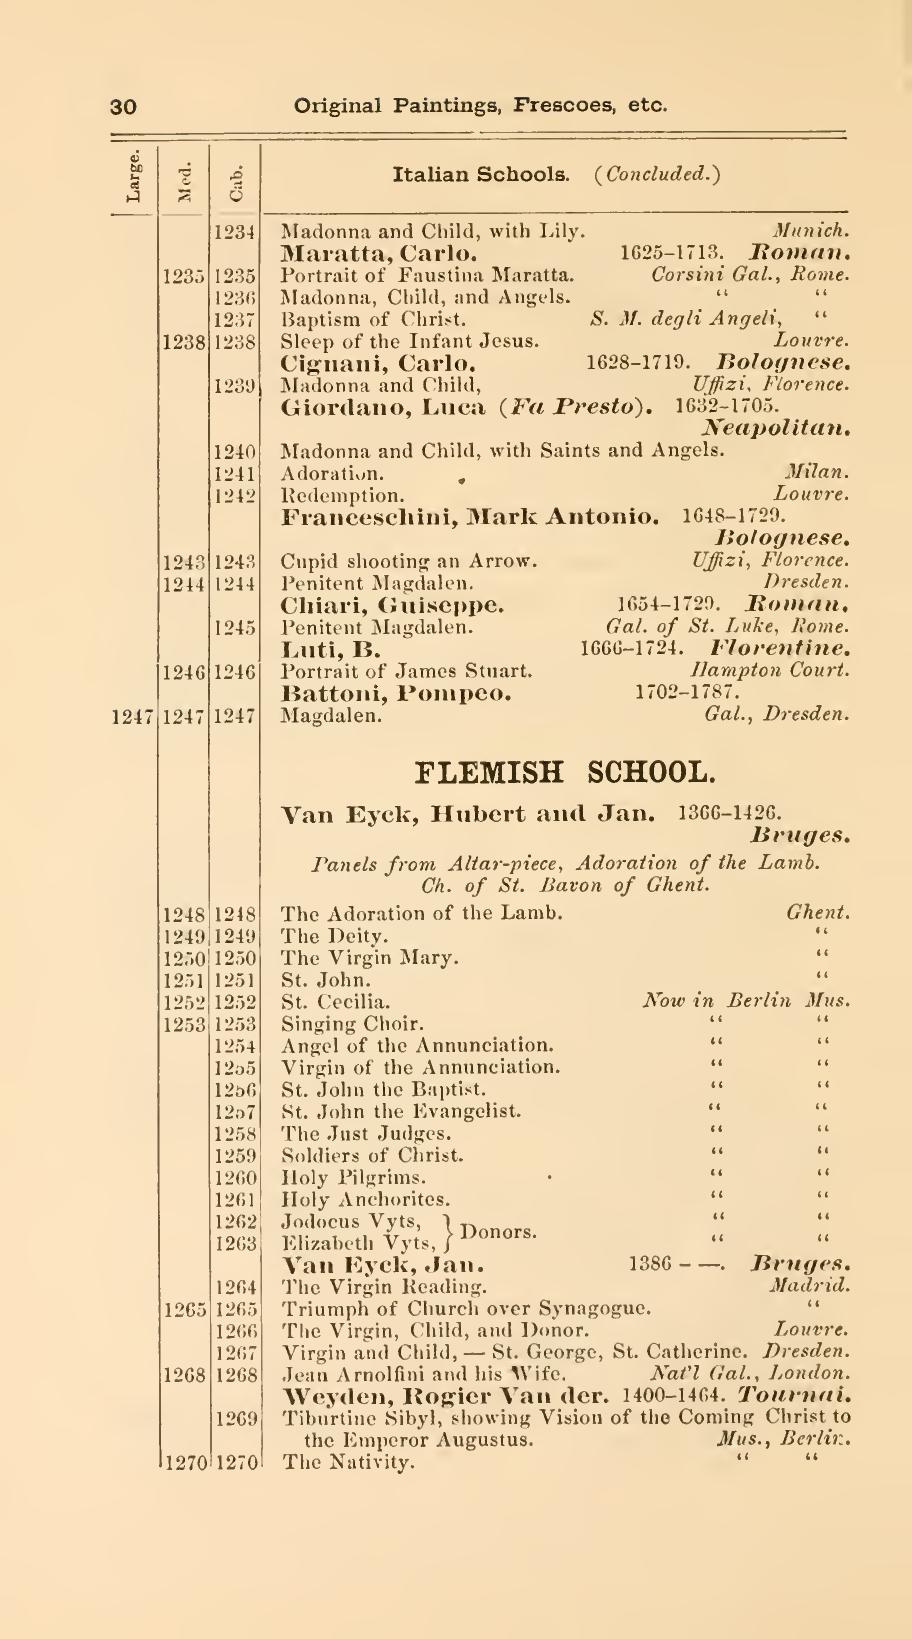 30 Original Paintings, Frescoes, etc.
Large. Med. Cab. Italian Schools. (Concluded.)
1234 Madonna and Child, with Lily. Munich.
Maratta, Carlo. 1625–1713. Roman.
1235 1235 Portrait of Faustina Maratta. Corsini Gal., Rome.
1236 Madonna, Child, and Angels. “ “
1237 Baptism of Christ. S. M. degli Angeli, “
1238 1238 Sleep of the Infant Jesus. Louvre.
Cignani, Carlo. 1628–1719. Bolognese.
1239 Madonna and Child, Uffizi, Florence.
Giordano, Luca (Fa Presto). 1632–1705.
Neapolitan.
1240 Madonna and Child, with Saints and Angels.
1241 Adoration. Milan.
1242 Redemption. Louvre.
Franceschini, Mark Antonio. 1648–1729.
Bolognese.
1243 1243 Cupid shooting an Arrow. Uffizi, Florence.
1244 1244 Penitent Magdalen. Dresden.
Chiari, Guiseppe. 1654–1729. Roman.
1245 Penitent Magdalen. Gal. of St. Luke, Rome.
Luti, B. 1666–1724. Florentine.
1246 1246 Portrait of James Stuart. Hampton Court.
Battoni, Pompeo. 1702–1787.
1247 1247 1247 Magdalen. Gal., Dresden.
FLEMISH SCHOOL.
Van Eyck, Hubert and Jan. 1366–1426.
Bruges.
Panels from Altar-piece, Adoration of the Lamb.
Ch. of St. Bavon of Ghent.
1248 1248 The Adoration of the Lamb. Ghent.
1249 1249 The Deity. “
1250 1250 The Virgin Mary. “
1251 1251 St. John. “
1252 1252 St. Cecilia. Now in Berlin Mus.
1253 1253 Singing Choir. “ “
1254 Angel of the Annunciation. “ “
1255 Virgin of the Annunciation. “ “
1256 St. John the Baptist. “ “
1257 St. John the Evangelist. “ “
1258 The Just Judges. “ “
1259 Soldiers of Christ. “ “
1260 Holy Pilgrims. “ “
1261 Holy Anchorites. “ “
1262 Jodocus Vyts, } Donors. “ “
1263 Elizabeth Vyts, “ “
Van Eyck, Jan. 1386 – —. Bruges.
1264 The Virgin Reading. Madrid.
1265 1265 Triumph of Church over Synagogue. “
1266 The Virgin, Child, and Donor. Louvre.
1267 Virgin and Child, — St. George, St. Catherine. Dresden.
1268 1268 Jean Arnolfini and his Wife. Nat'l Gal., London.
Weyden, Rogier Van der. 1400–1464. Tournai.
1269 Tiburtine Sibyl, showing Vision of the Coming Christ to
the Emperor Augustus. Mus., Berlin.
1270 1270 The Nativity. “ “